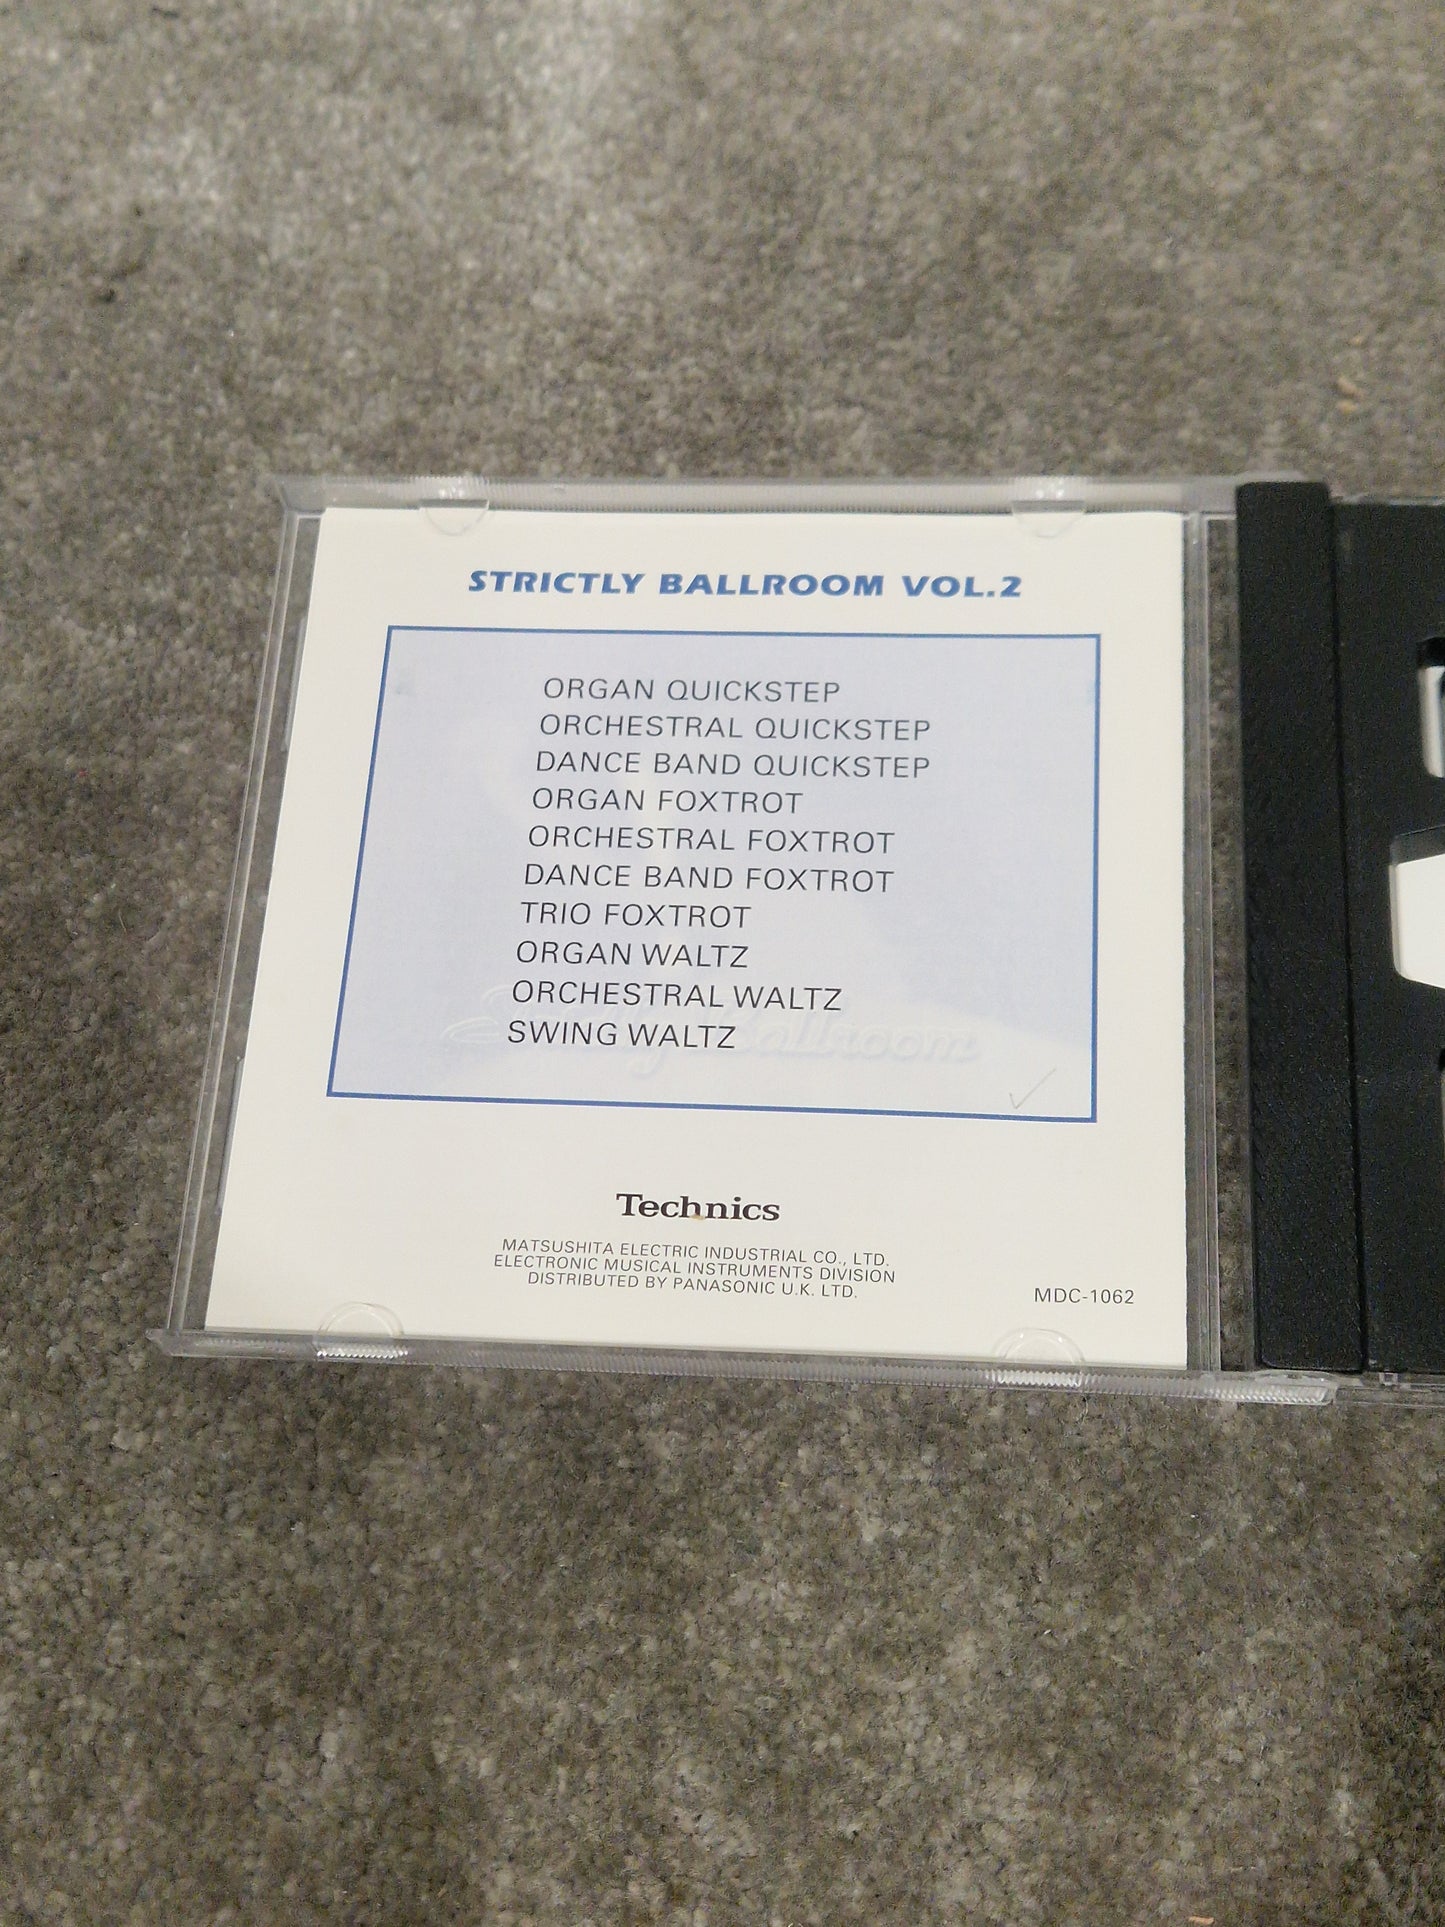 STRICTLY BALLROOM VOL.2
ORGAN QUICKSTEP
ORCHESTRAL QUICKSTEP
DANCE BAND QUICKSTEP
ORGAN FOXTROT
ORCHESTRAL FOXTROT
DANCE BAND FOXTROT
TRIO FOXTROT
ORGAN WALTZ
ORCHESTRAL WALTZ
SWING WALTZ
Strictly Ballroom
Technics
MATSUSHITA ELECTRIC INDUSTRIAL CO., LTD.
ELECTRONIC MUSICAL INSTRUMENTS DIVISION
DISTRIBUTED BY PANASONIC U.K. LTD.
MDC-1062